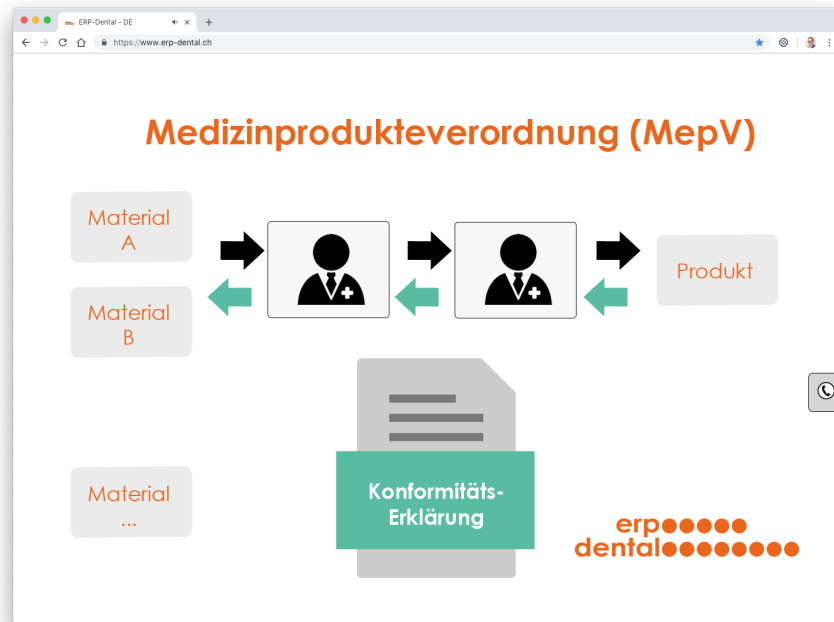 ERP-Dental - DE
https://www.erp-dental.ch
Medizinprodukteverordnung (MepV)
Material
A
Material
B
Produkt
Material
...
Konformitäts-
Erklärung
erp
dental